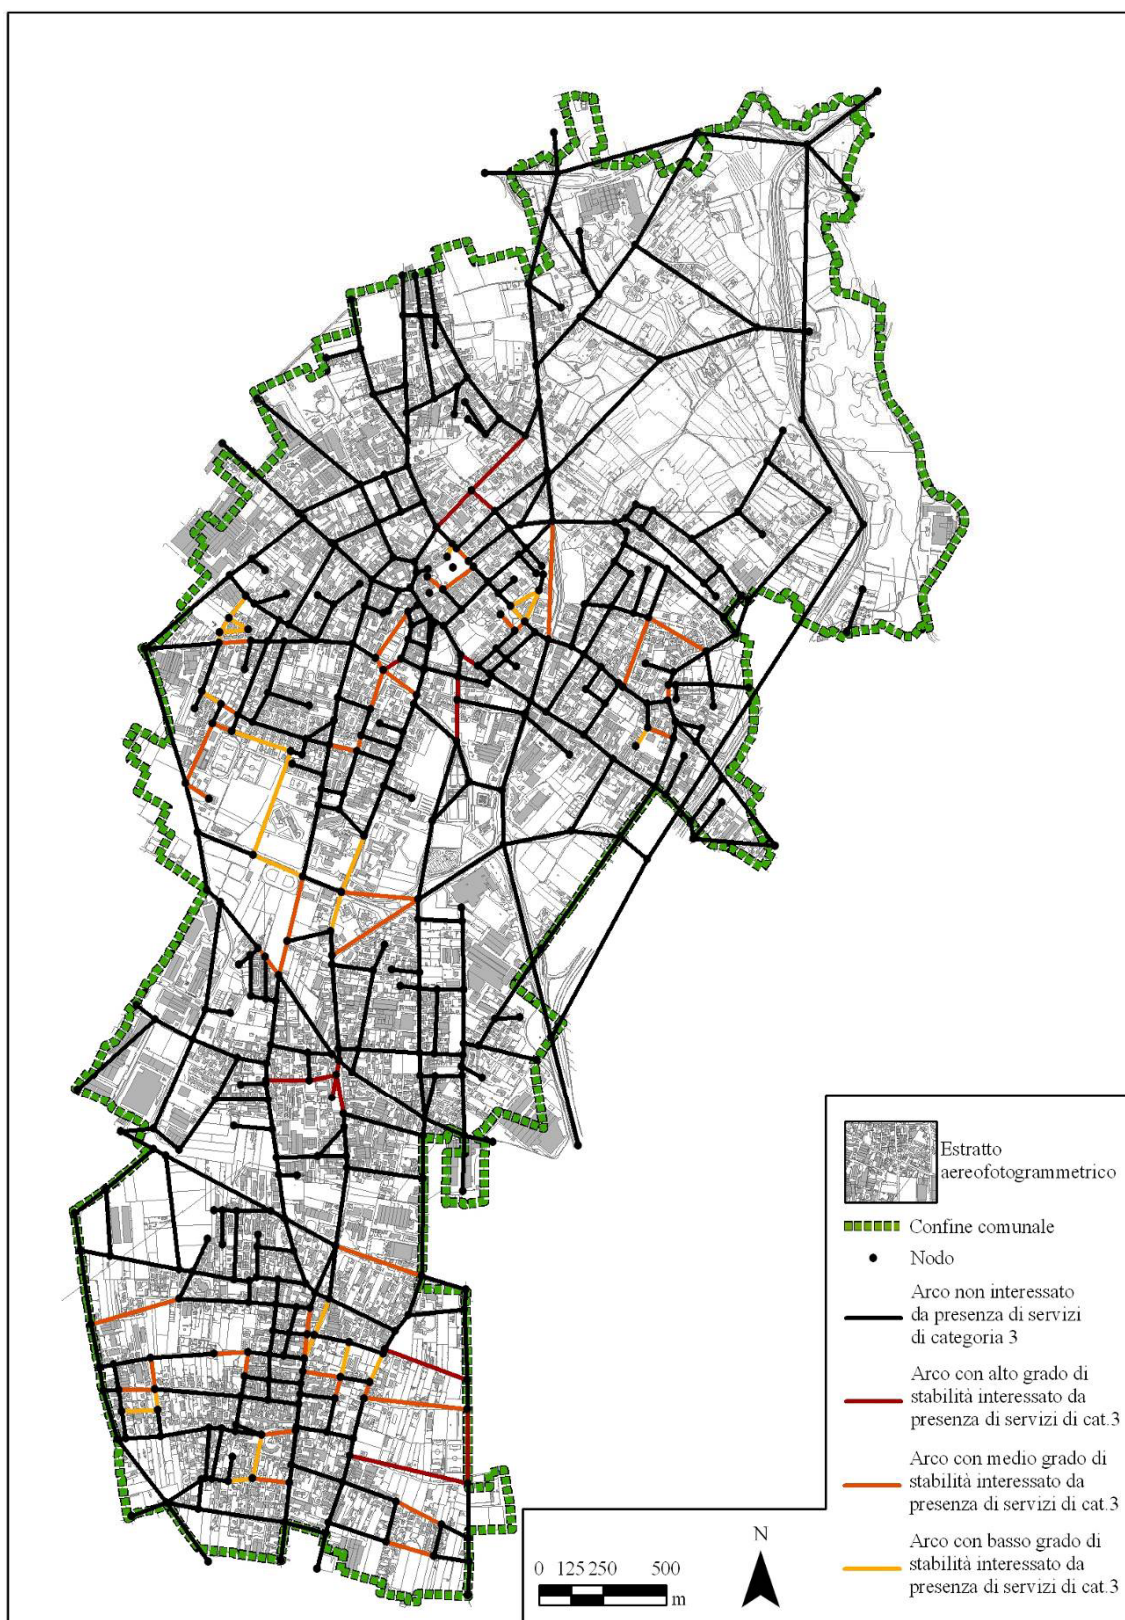 Estratto
aereofotogrammetrico
Confine comunale
Nodo
Arco non interessato
da presenza di servizi
di categoria 3
Arco con alto grado di
stabilità interessato da
presenza di servizi di cat.3
Arco con medio grado di
stabilità interessato da
presenza di servizi di cat.3
Arco con basso grado di
stabilità interessato da
presenza di servizi di cat.3
N
0 125 250 500
m